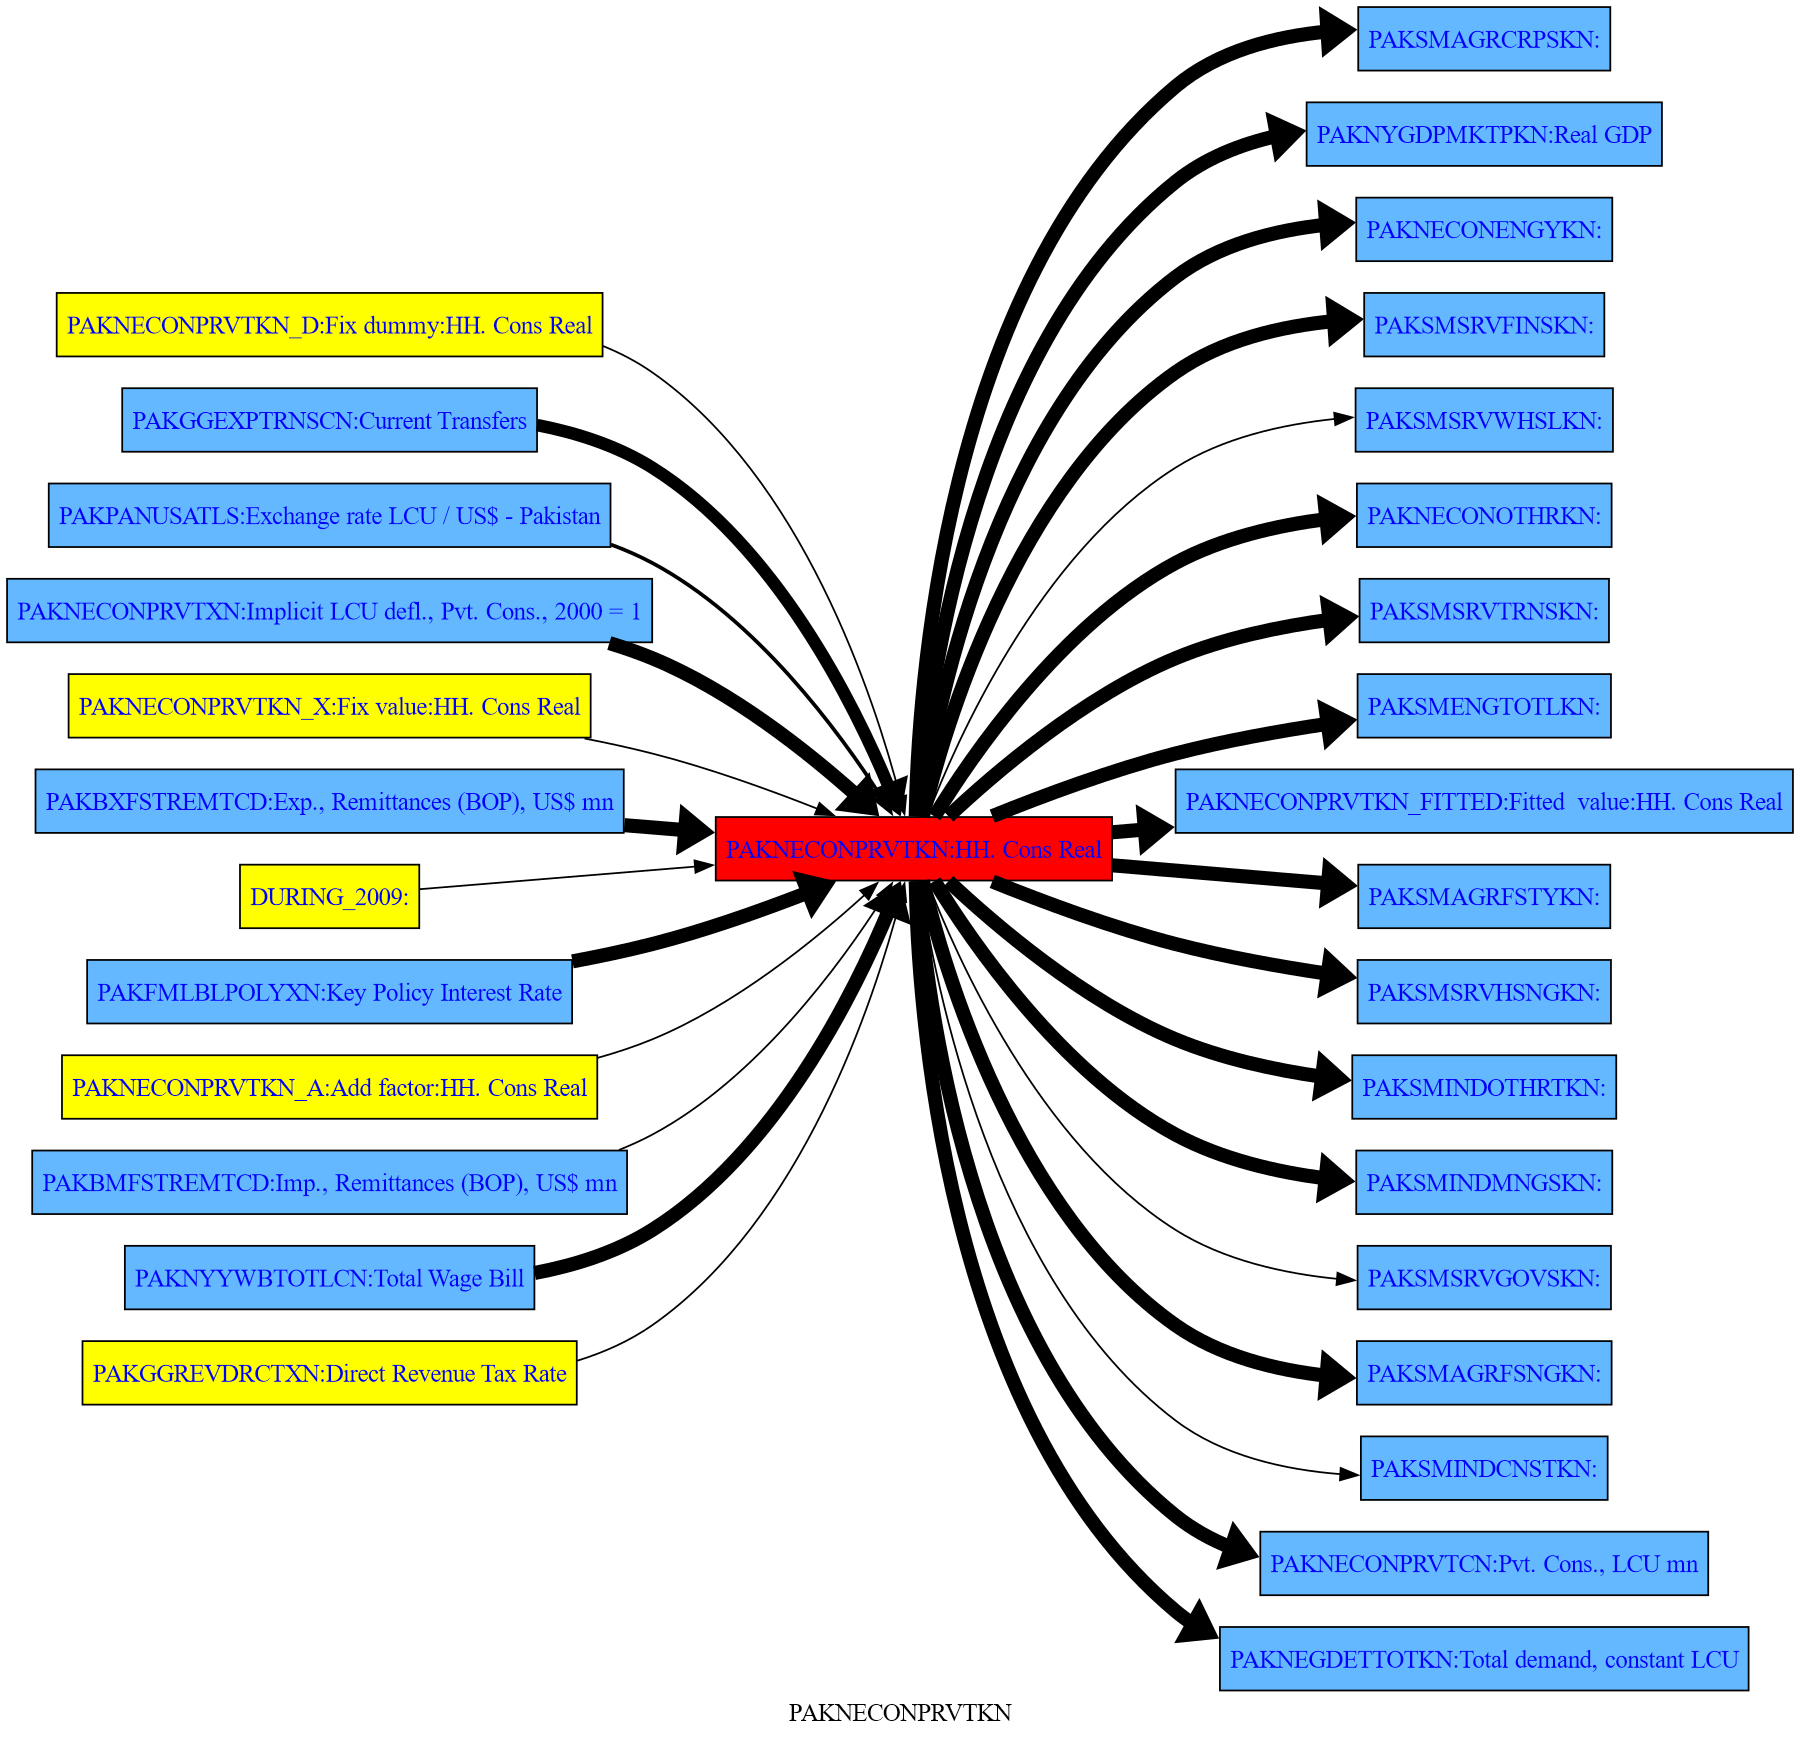 PAKNECONPRVTKN_D:Fix dummy:HH. Cons Real
PAKGGEXPTRNSCN:Current Transfers
PAKPANUSATLS:Exchange rate LCU / US$ - Pakistan
PAKNECONPRVTXN:Implicit LCU defl., Pvt. Cons., 2000 = 1
PAKNECONPRVTKN_X:Fix value:HH. Cons Real
PAKBXFSTREMTCD:Exp., Remittances (BOP), US$ mn
DURING_2009:
PAKFMLBLPOLYXN:Key Policy Interest Rate
PAKNECONPRVTKN_A:Add factor:HH. Cons Real
PAKBMFSTREMTCD:Imp., Remittances (BOP), US$ mn
PAKNYYWBTOTLCN:Total Wage Bill
PAKGGREVDRCTXN:Direct Revenue Tax Rate
PAKNECONPRVTKN:HH. Cons Real
PAKSMAGRCRPSKN:
PAKNYGDPMKTPKN:Real GDP
PAKNECONENGYKN:
PAKSMSRVFINSKN:
PAKSMSRVWHSLKN:
PAKNECONOTHRKN:
PAKSMSRVTRNSKN:
PAKSMENGTOTLKN:
PAKNECONPRVTKN_FITTED:Fitted  value:HH. Cons Real
PAKSMAGRFSTYKN:
PAKSMSRVHSNGKN:
PAKSMINDOTHRTKN:
PAKSMINDMNGSKN:
PAKSMSRVGOVSKN:
PAKSMAGRFSNGKN:
PAKSMINDCNSTKN:
PAKNECONPRVTCN:Pvt. Cons., LCU mn
PAKNEGDETTOTKN:Total demand, constant LCU
PAKNECONPRVTKN